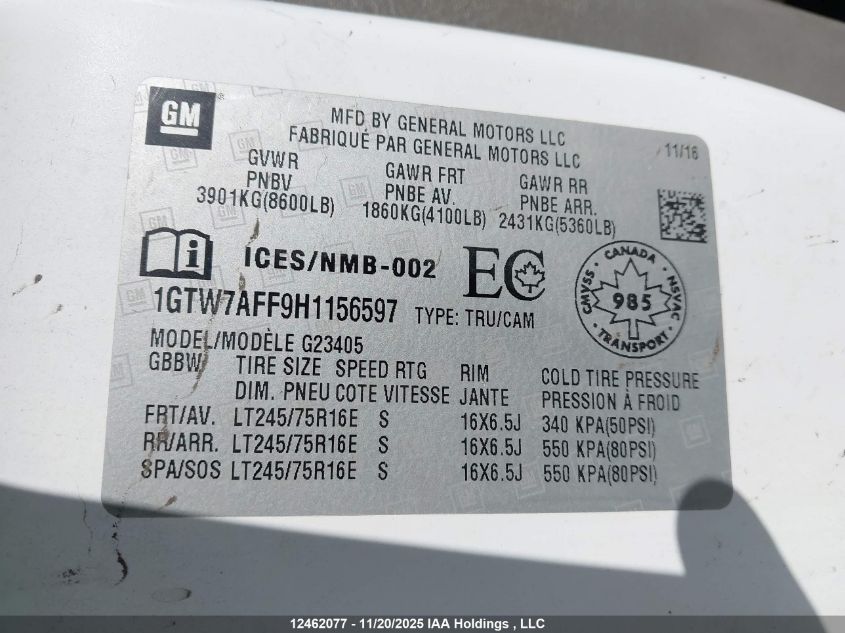 GM
MFD BY GENERAL MOTORS LLC
FABRIQUÉ PAR GENERAL MOTORS LLC
11/16
GVWR GAWR FRT GAWR RR
PNBV PNBE AV. PNBE ARR.
3901KG(8600LB) 1860KG(4100LB) 2431KG(5360LB)
ICES/NMB-002 EC
CANADA
CMVSS 985 NSVAC
TRANSPORT
1GTW7AFF9H1156597 TYPE: TRU/CAM
MODEL/MODÈLE G23405
GBBW TIRE SIZE SPEED RTG RIM COLD TIRE PRESSURE
DIM. PNEU COTE VITESSE JANTE PRESSION À FROID
FRT/AV. LT245/75R16E S 16X6.5J 340 KPA(50PSI)
RR/ARR. LT245/75R16E S 16X6.5J 550 KPA(80PSI)
SPA/SOS LT245/75R16E S 16X6.5J 550 KPA(80PSI)
12462077 - 11/20/2025 IAA Holdings , LLC